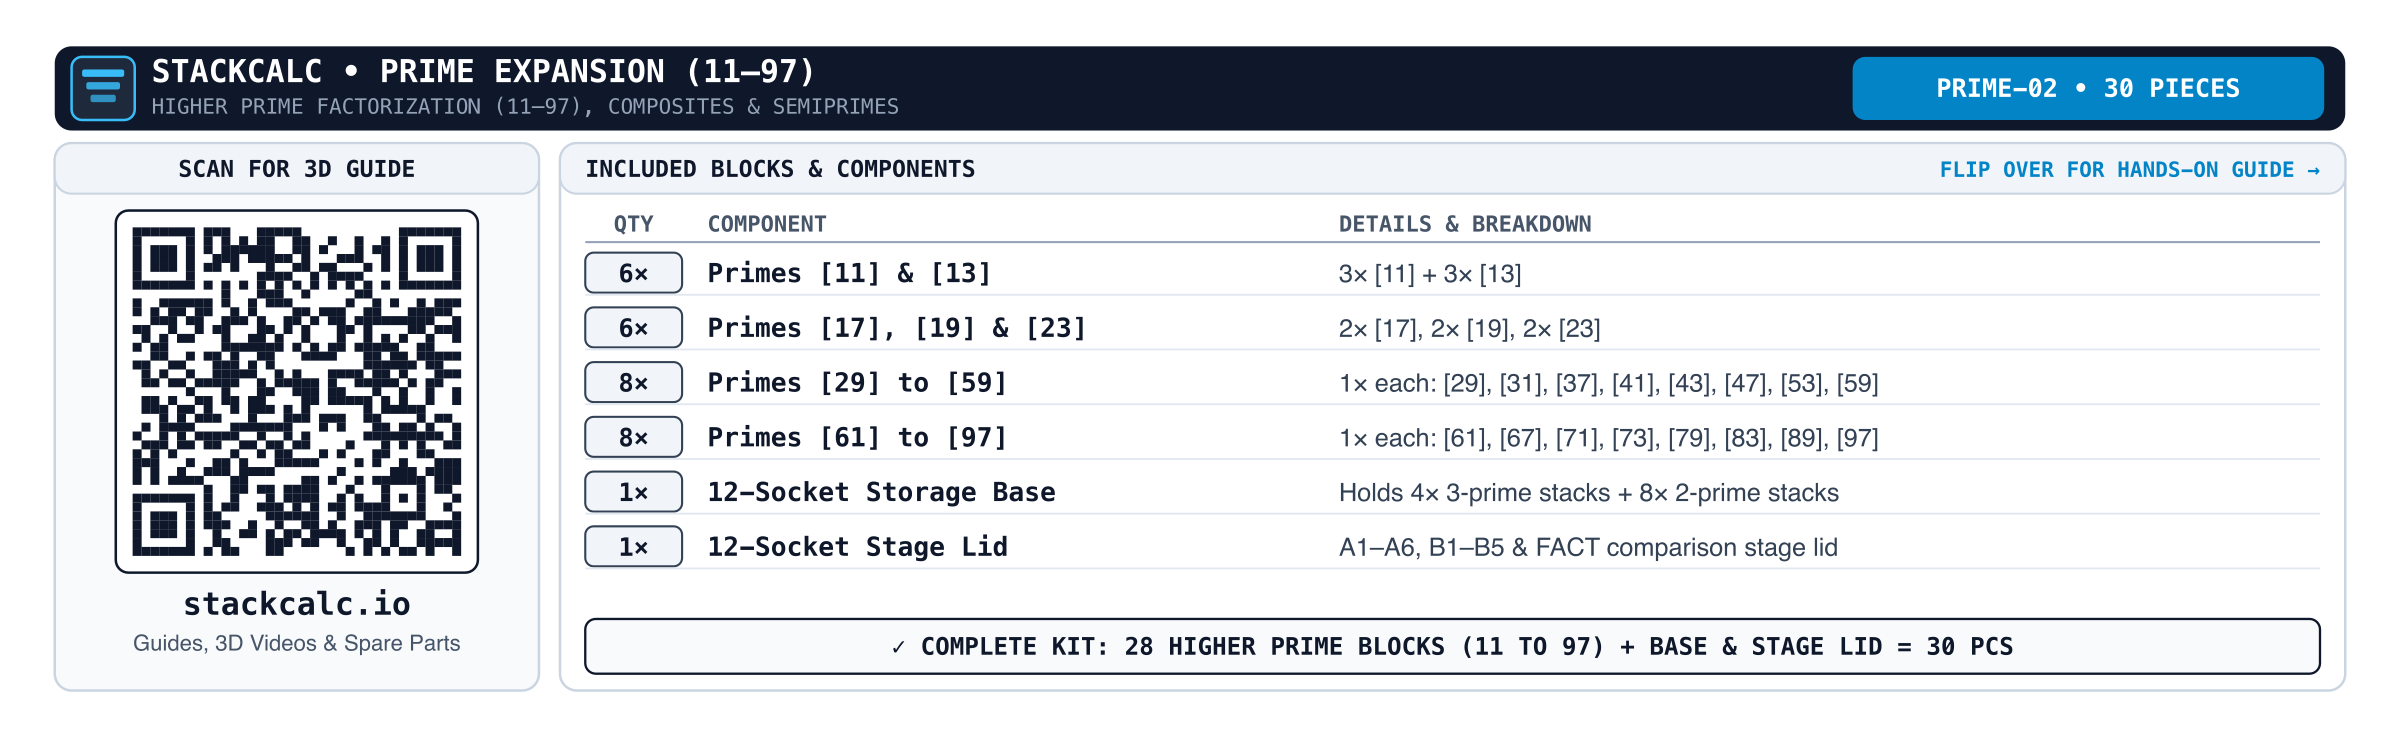 STACKCALC • PRIME EXPANSION (11–97)
HIGHER PRIME FACTORIZATION (11–97), COMPOSITES & SEMIPRIMES
PRIME–02 • 30 PIECES
SCAN FOR 3D GUIDE
stackcalc.io
Guides, 3D Videos & Spare Parts
INCLUDED BLOCKS & COMPONENTS
FLIP OVER FOR HANDS–ON GUIDE →
QTY COMPONENT DETAILS & BREAKDOWN
6× Primes [11] & [13] 3× [11] + 3× [13]
6× Primes [17], [19] & [23] 2× [17], 2× [19], 2× [23]
8× Primes [29] to [59] 1× each: [29], [31], [37], [41], [43], [47], [53], [59]
8× Primes [61] to [97] 1× each: [61], [67], [71], [73], [79], [83], [89], [97]
1× 12–Socket Storage Base Holds 4× 3-prime stacks + 8× 2-prime stacks
1× 12–Socket Stage Lid A1–A6, B1–B5 & FACT comparison stage lid
✓ COMPLETE KIT: 28 HIGHER PRIME BLOCKS (11 TO 97) + BASE & STAGE LID = 30 PCS